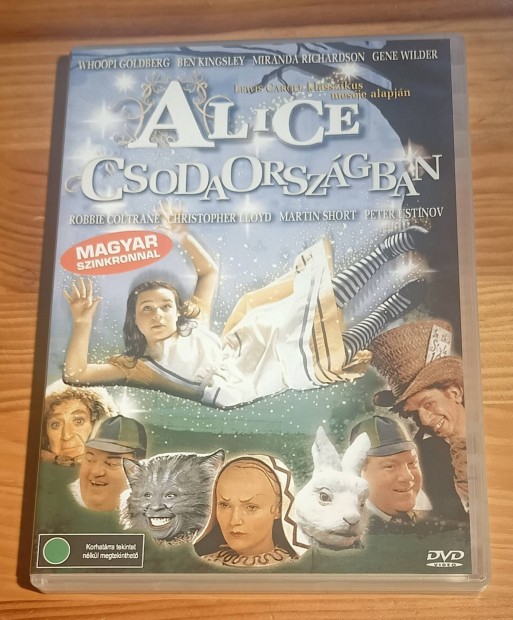 WHOOPI GOLDBERG BEN KINGSLEY MIRANDA RICHARDSON GENE WILDER
LEWIS CAROLL klasszikus
meséje alapján
ALICE
CSODAORSZÁGBAN
ROBBIE COLTRANE CHRISTOPHER LLOYD MARTIN SHORT PETER USTINOV
MAGYAR
SZINKRONNAL
Korhatárra tekintet
nélkül megtekinthető
DVD
VIDEO